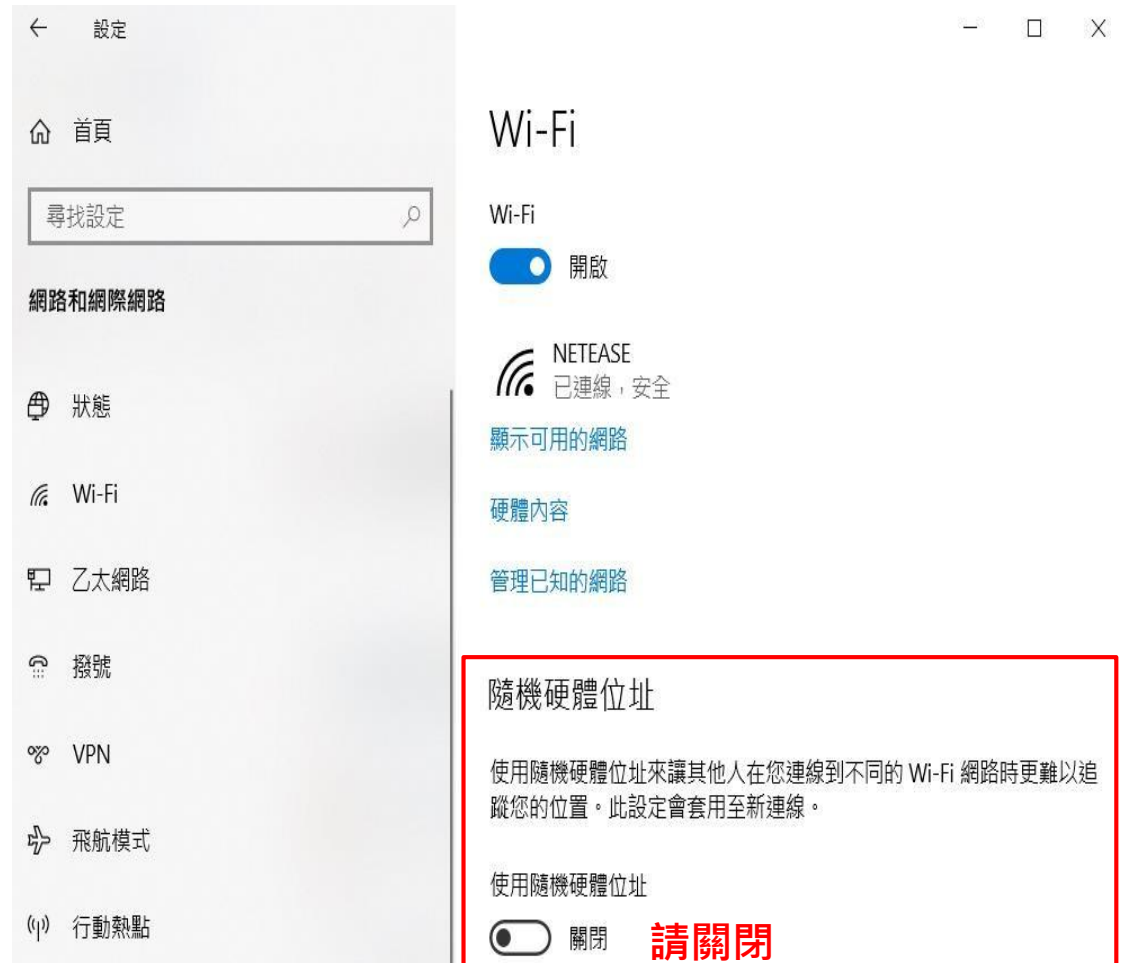 設定
首頁
尋找設定
網路和網際網路
狀態
Wi-Fi
乙太網路
撥號
VPN
飛航模式
行動熱點
Wi-Fi
Wi-Fi
開啟
NETEASE
已連線，安全
顯示可用的網路
硬體內容
管理已知的網路
隨機硬體位址
使用隨機硬體位址來讓其他人在您連線到不同的 Wi-Fi 網路時更難以追
蹤您的位置。此設定會套用至新連線。
使用隨機硬體位址
關閉 請關閉